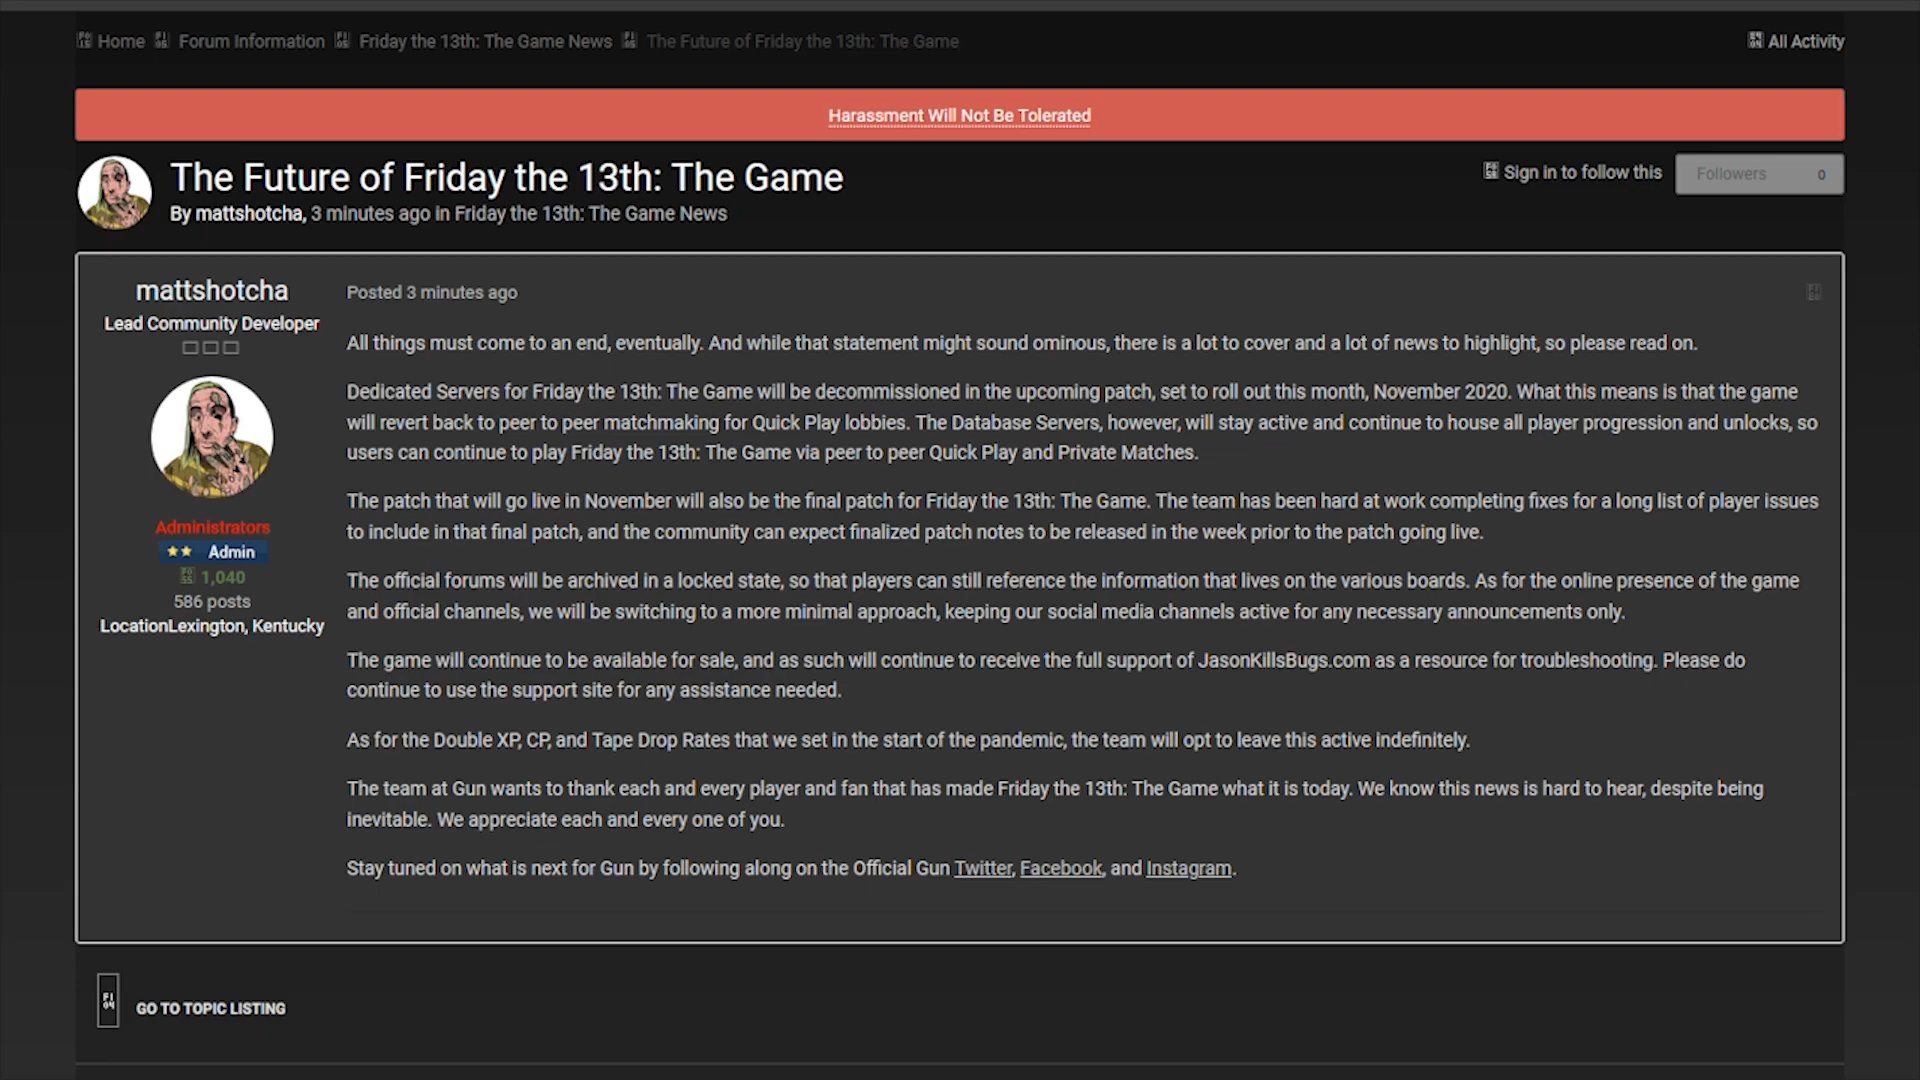 Home Forum Information Friday the 13th: The Game News The Future of Friday the 13th: The Game
All Activity
Harassment Will Not Be Tolerated
The Future of Friday the 13th: The Game
By mattshotcha, 3 minutes ago in Friday the 13th: The Game News
Sign in to follow this
Followers 0
mattshotcha
Lead Community Developer
Administrators
Admin
1,040
586 posts
LocationLexington, Kentucky
Posted 3 minutes ago
All things must come to an end, eventually. And while that statement might sound ominous, there is a lot to cover and a lot of news to highlight, so please read on.
Dedicated Servers for Friday the 13th: The Game will be decommissioned in the upcoming patch, set to roll out this month, November 2020. What this means is that the game
will revert back to peer to peer matchmaking for Quick Play lobbies. The Database Servers, however, will stay active and continue to house all player progression and unlocks, so
users can continue to play Friday the 13th: The Game via peer to peer Quick Play and Private Matches.
The patch that will go live in November will also be the final patch for Friday the 13th: The Game. The team has been hard at work completing fixes for a long list of player issues
to include in that final patch, and the community can expect finalized patch notes to be released in the week prior to the patch going live.
The official forums will be archived in a locked state, so that players can still reference the information that lives on the various boards. As for the online presence of the game
and official channels, we will be switching to a more minimal approach, keeping our social media channels active for any necessary announcements only.
The game will continue to be available for sale, and as such will continue to receive the full support of JasonKillsBugs.com as a resource for troubleshooting. Please do
continue to use the support site for any assistance needed.
As for the Double XP, CP, and Tape Drop Rates that we set in the start of the pandemic, the team will opt to leave this active indefinitely.
The team at Gun wants to thank each and every player and fan that has made Friday the 13th: The Game what it is today. We know this news is hard to hear, despite being
inevitable. We appreciate each and every one of you.
Stay tuned on what is next for Gun by following along on the Official Gun Twitter, Facebook, and Instagram.
GO TO TOPIC LISTING